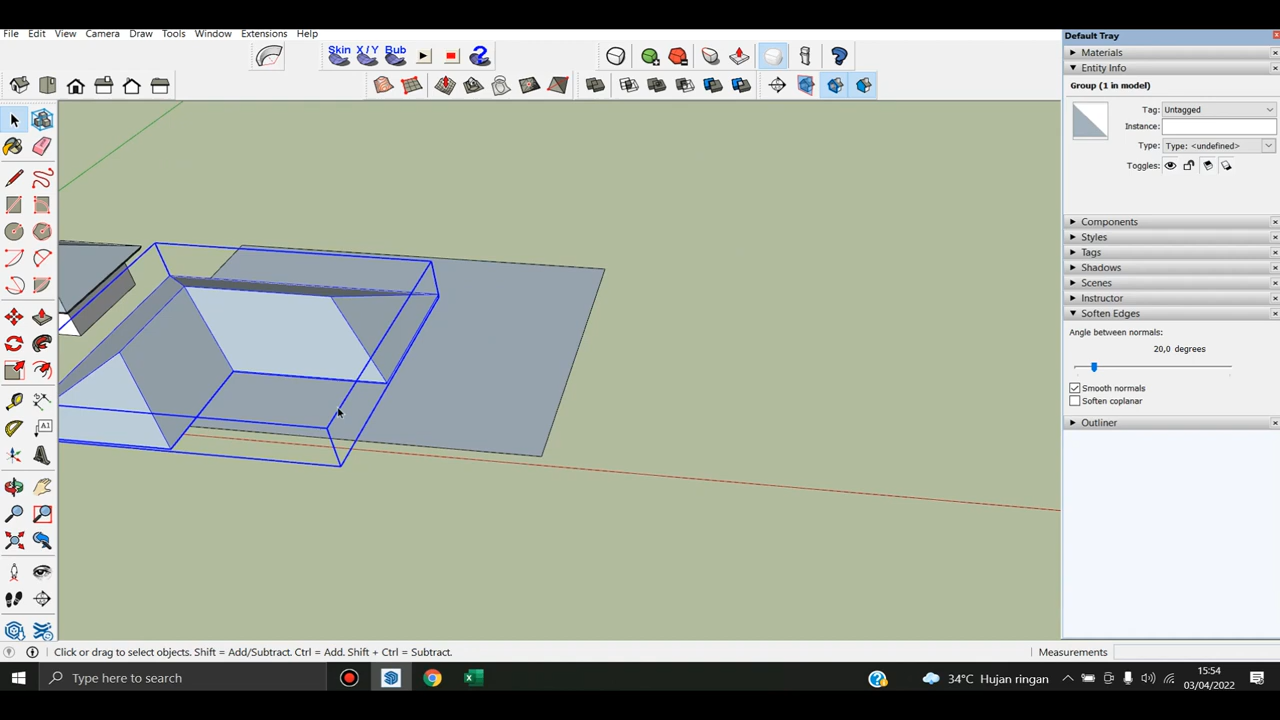 File Edit View Camera Draw Tools Window Extensions Help
Default Tray
Skin X/Y Bub
Materials
Entity Info
Group (1 in model)
Tag: Untagged
Instance:
Type: Type: <undefined>
Toggles:
Components
Styles
Tags
Shadows
Scenes
Instructor
Soften Edges
Angle between normals:
20,0 degrees
Smooth normals
Soften coplanar
Outliner
A1
Click or drag to select objects. Shift = Add/Subtract. Ctrl = Add. Shift + Ctrl = Subtract.
Measurements
Type here to search
34°C Hujan ringan
15:54
03/04/2022